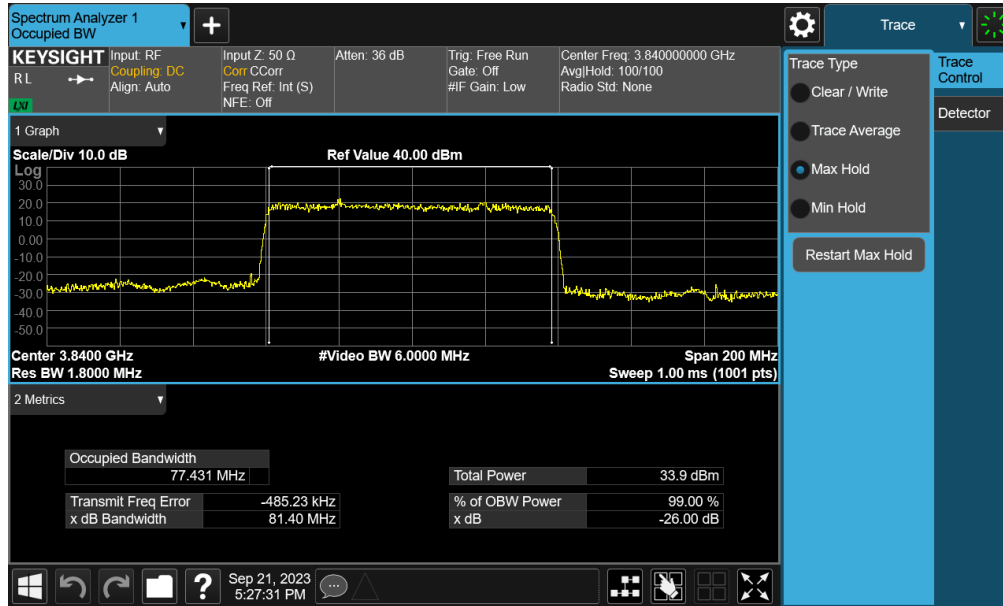 Spectrum Analyzer 1
Occupied BW
+
Trace
KEYSIGHT
R L
LXI
Input: RF
Coupling: DC
Align: Auto
Input Z: 50 Ω
Corr CCorr
Freq Ref: Int (S)
NFE: Off
Atten: 36 dB
Trig: Free Run
Gate: Off
#IF Gain: Low
Center Freq: 3.840000000 GHz
Avg|Hold: 100/100
Radio Std: None
Trace Type
Clear / Write
Trace Average
Max Hold
Min Hold
Restart Max Hold
Trace
Control
Detector
1 Graph
Scale/Div 10.0 dB
Ref Value 40.00 dBm
Log
30.0
20.0
10.0
0.00
-10.0
-20.0
-30.0
-40.0
-50.0
Center 3.8400 GHz
#Video BW 6.0000 MHz
Span 200 MHz
Res BW 1.8000 MHz
Sweep 1.00 ms (1001 pts)
2 Metrics
Occupied Bandwidth
77.431 MHz
Total Power 33.9 dBm
Transmit Freq Error -485.23 kHz
% of OBW Power 99.00 %
x dB Bandwidth 81.40 MHz
x dB -26.00 dB
?
Sep 21, 2023
5:27:31 PM